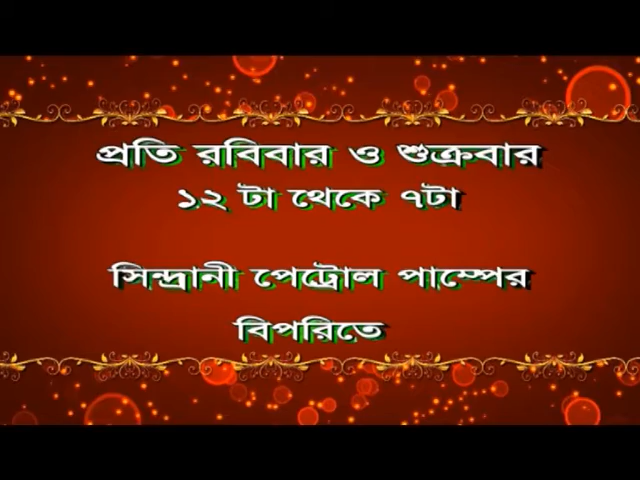 প্রতি রবিবার ও শুক্রবার
১২ টা থেকে ৭টা
সিন্দ্রানী পেট্রোল পাম্পের
বিপরিতে